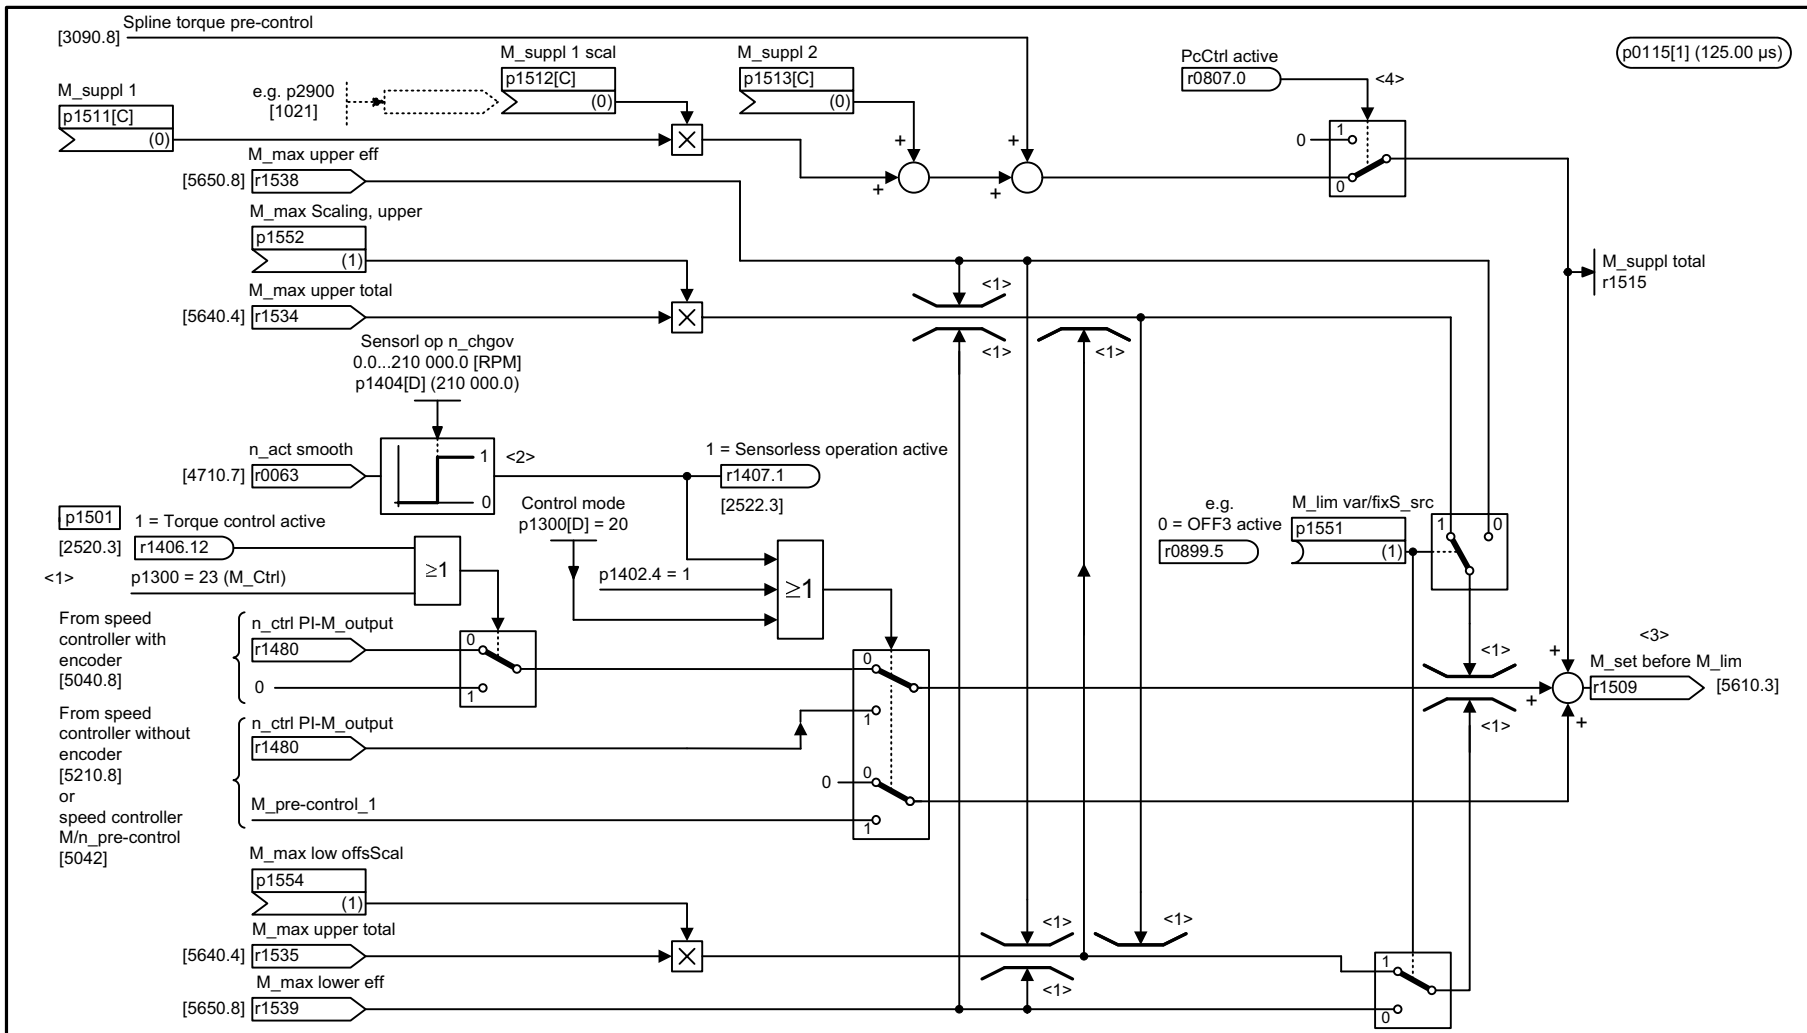 Spline torque pre-control
[3090.8]
M_suppl 1 scal
p1512[C]
(0)
M_suppl 2
p1513[C]
(0)
PcCtrl active
r0807.0
<4>
p0115[1] (125.00 µs)
M_suppl 1
p1511[C]
(0)
e.g. p2900
[1021]
+
+
+
+
1
0
0
M_max upper eff
[5650.8]
r1538
M_max Scaling, upper
p1552
(1)
M_suppl total
r1515
M_max upper total
[5640.4]
r1534
<1>
<1>
<1>
Sensorl op n_chgov
0.0...210 000.0 [RPM]
p1404[D] (210 000.0)
n_act smooth
[4710.7]
r0063
1
0
<2>
1 = Sensorless operation active
r1407.1
[2522.3]
Control mode
p1300[D] = 20
e.g.
0 = OFF3 active
r0899.5
M_lim var/fixS_src
p1551
(1)
1
0
p1501
1 = Torque control active
[2520.3]
r1406.12
<1>
p1300 = 23 (M_Ctrl)
≥1
p1402.4 = 1
≥1
From speed
controller with
encoder
[5040.8]
n_ctrl PI-M_output
r1480
0
0
1
0
1
<1>
<1>
+
+
+
<3>
M_set before M_lim
r1509
[5610.3]
From speed
controller without
encoder
[5210.8]
or
speed controller
M/n_pre-control
[5042]
n_ctrl PI-M_output
r1480
M_pre-control_1
0
0
1
M_max low offsScal
p1554
(1)
M_max upper total
[5640.4]
r1535
<1>
<1>
<1>
M_max lower eff
[5650.8]
r1539
1
0